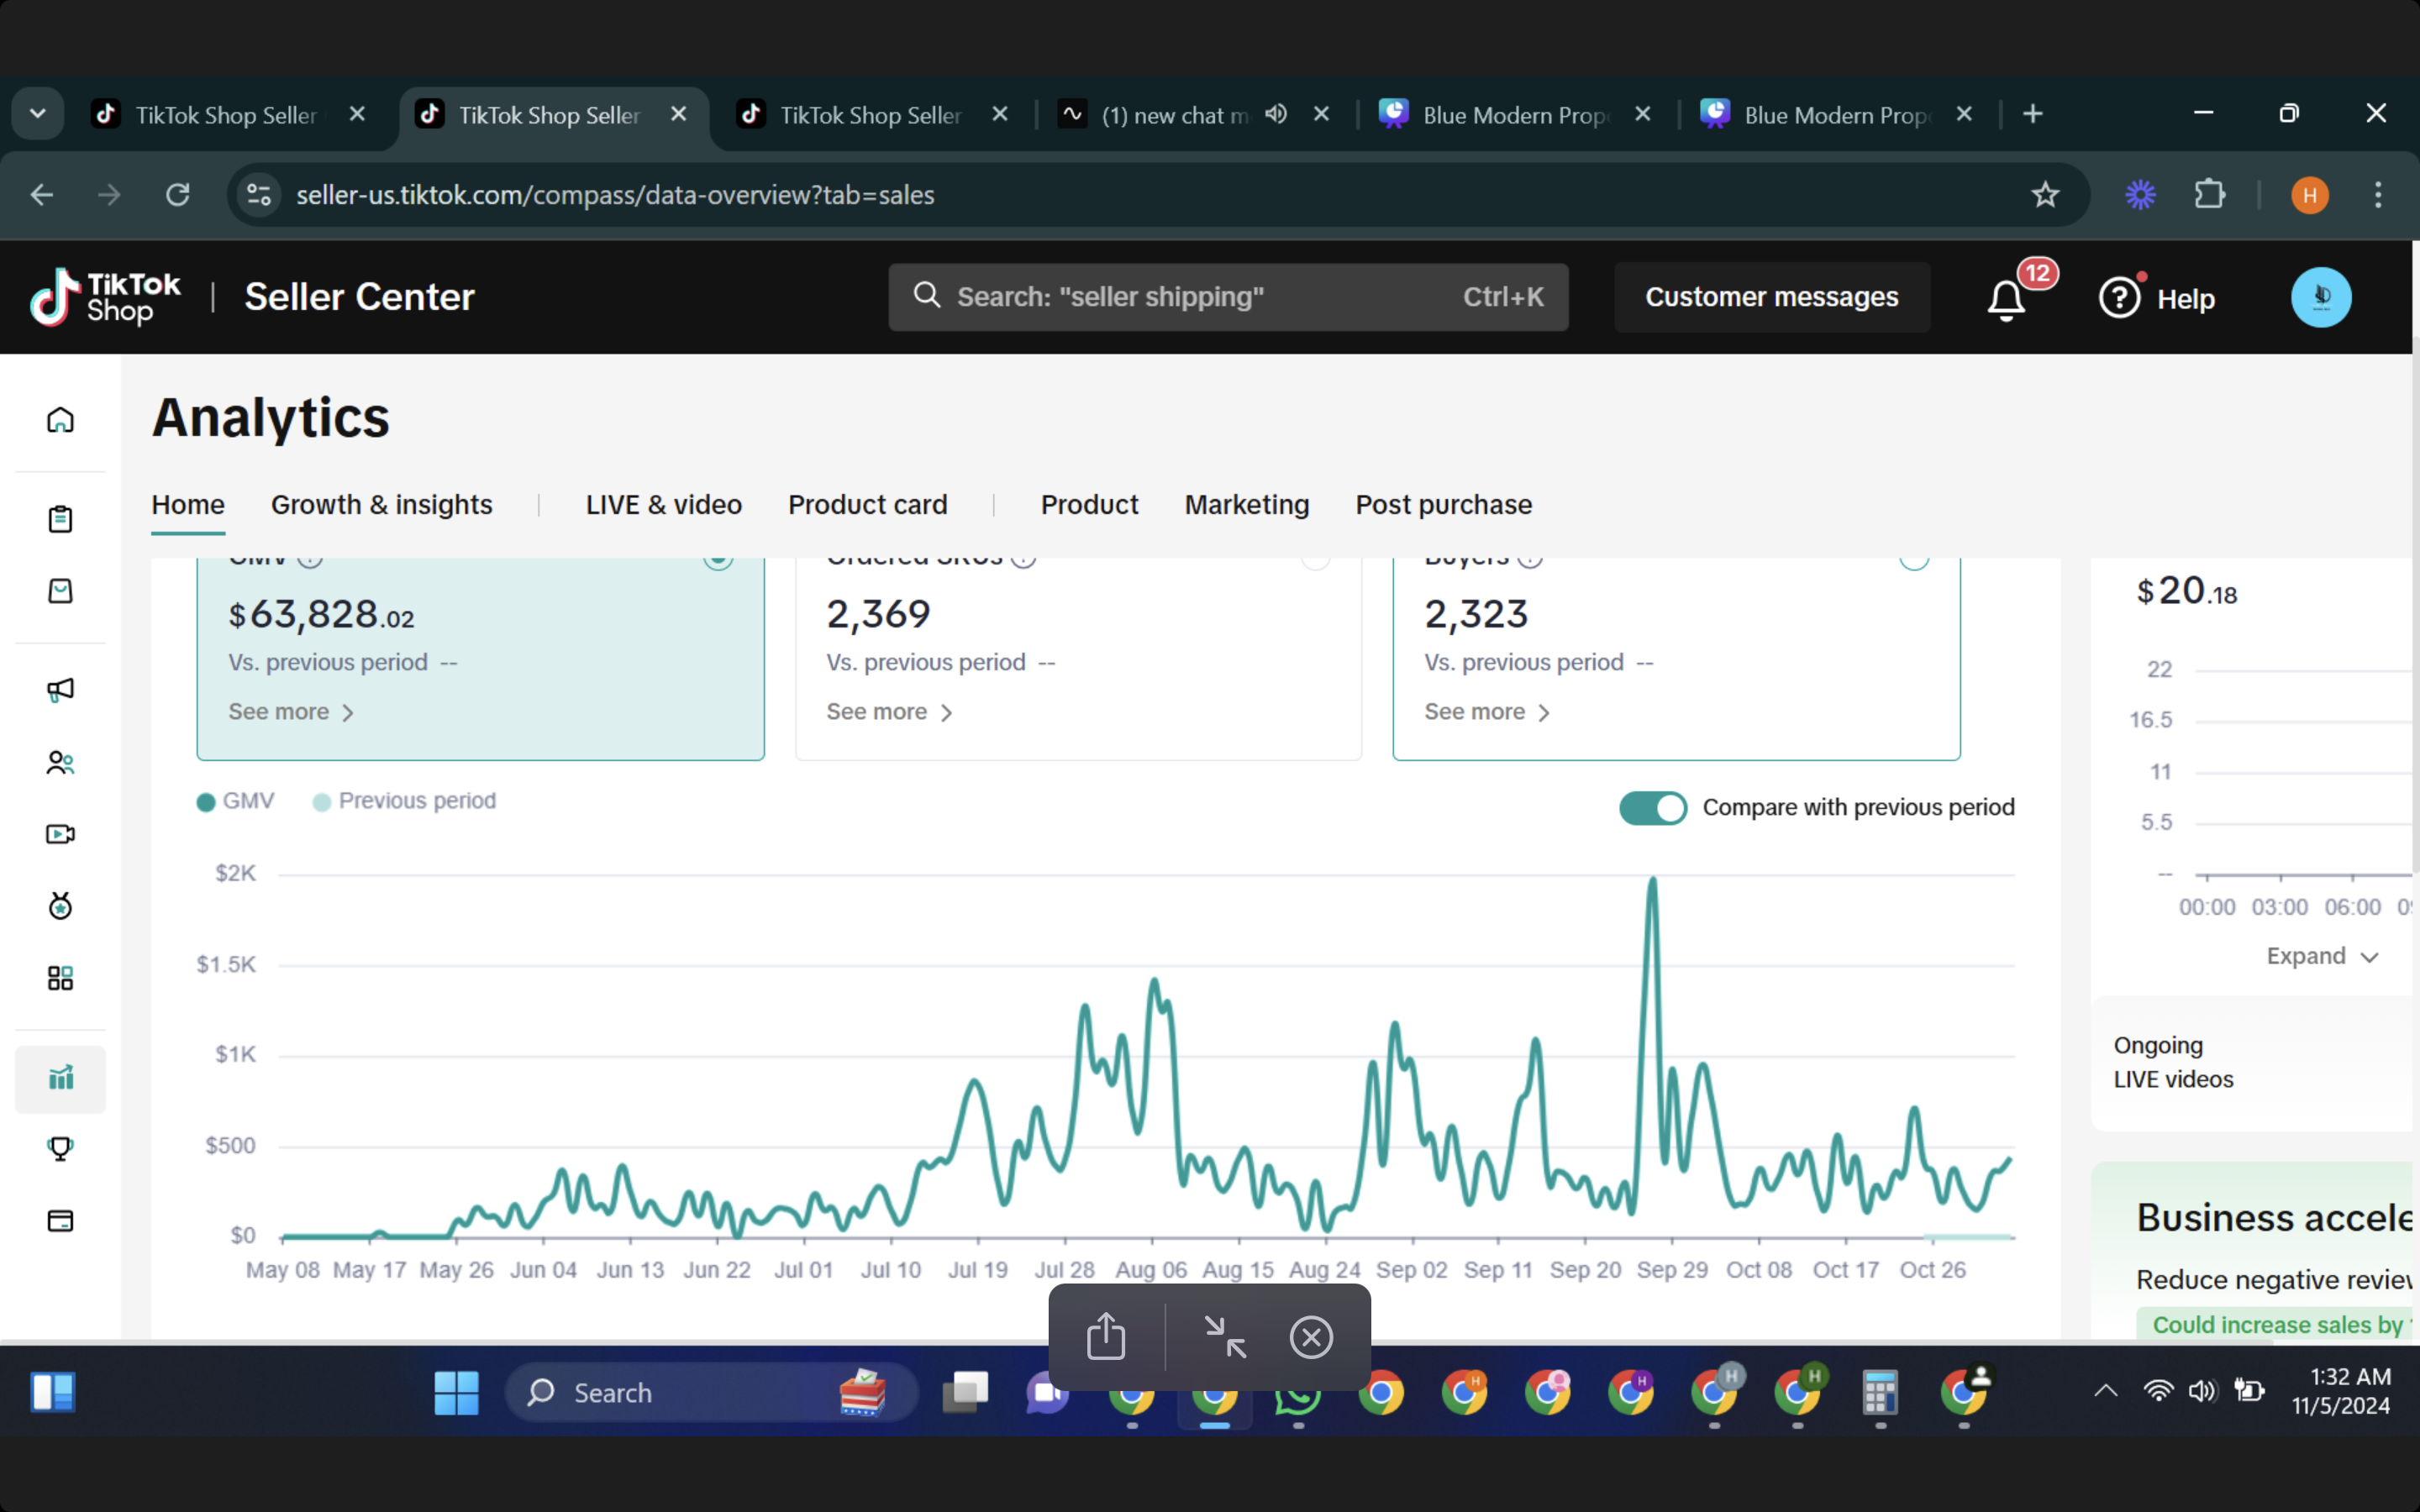 TikTok Shop Seller
TikTok Shop Seller
TikTok Shop Seller
(1) new chat m
Blue Modern Prop
Blue Modern Prop
seller-us.tiktok.com/compass/data-overview?tab=sales
H
TikTok
Shop
Seller Center
Search: "seller shipping"
Ctrl+K
Customer messages
12
Help
Analytics
Home
Growth & insights
LIVE & video
Product card
Product
Marketing
Post purchase
GMV
Ordered SKUs
Buyers
$63,828.02
2,369
2,323
$20.18
Vs. previous period --
Vs. previous period --
Vs. previous period --
See more >
See more >
See more >
22
16.5
11
5.5
--
00:00 03:00 06:00
Expand
GMV
Previous period
Compare with previous period
$2K
$1.5K
$1K
$500
$0
May 08 May 17 May 26 Jun 04 Jun 13 Jun 22 Jul 01 Jul 10 Jul 19 Jul 28 Aug 06 Aug 15 Aug 24 Sep 02 Sep 11 Sep 20 Sep 29 Oct 08 Oct 17 Oct 26
Ongoing
LIVE videos
Business accele
Reduce negative review
Could increase sales by
Search
H
H
H
H
1:32 AM
11/5/2024